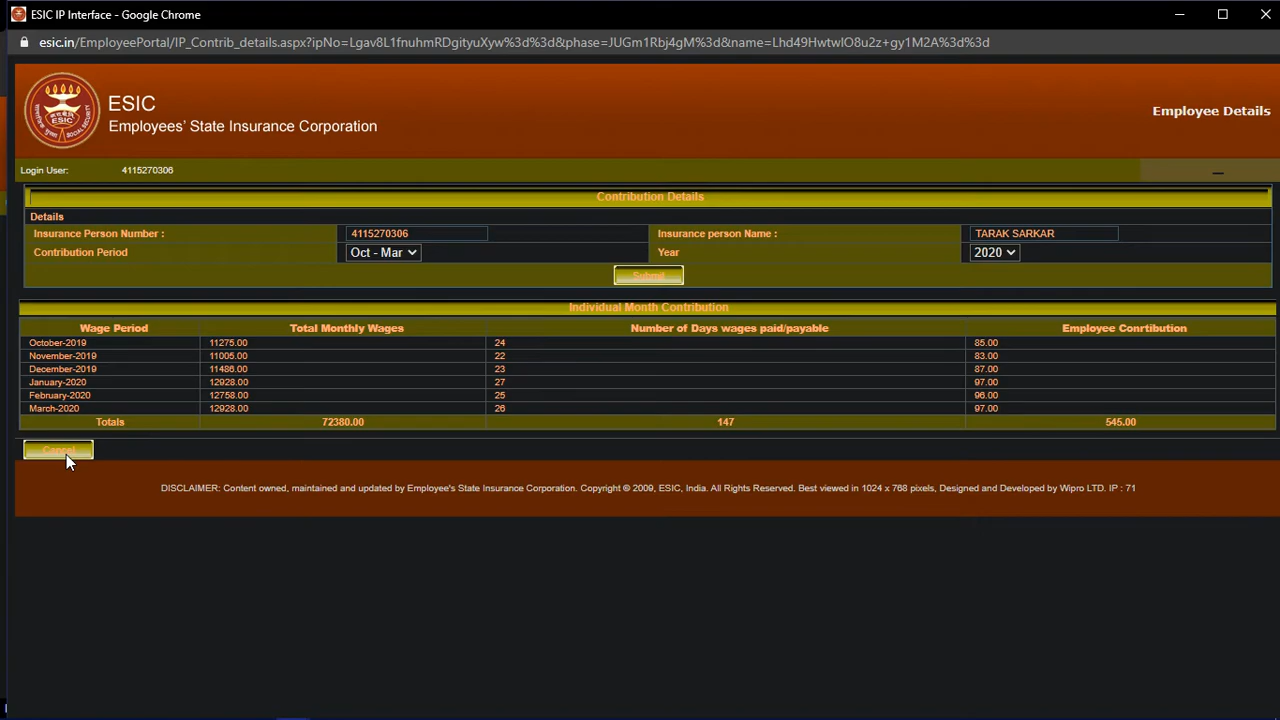 ESIC IP Interface - Google Chrome
esic.in/EmployeePortal/IP_Contrib_details.aspx?ipNo=Lgav8L1fnuhmRDgityuXyw%3d%3d&phase=JUGm1Rbj4gM%3d&name=Lhd49HwtwlO8u2z+gy1M2A%3d%3d
ESIC
Employees' State Insurance Corporation
Employee Details
Login User: 4115270306
Contribution Details
Details
Insurance Person Number : 4115270306 Insurance person Name : TARAK SARKAR
Contribution Period Oct - Mar Year 2020
Submit
Individual Month Contribution
Wage Period Total Monthly Wages Number of Days wages paid/payable Employee Conrtibution
October-2019 11275.00 24 85.00
November-2019 11005.00 22 83.00
December-2019 11486.00 23 87.00
January-2020 12928.00 27 97.00
February-2020 12758.00 25 96.00
March-2020 12928.00 26 97.00
Totals 72380.00 147 545.00
Cancel
DISCLAIMER: Content owned, maintained and updated by Employee's State Insurance Corporation. Copyright © 2009, ESIC, India. All Rights Reserved. Best viewed in 1024 x 768 pixels, Designed and Developed by Wipro LTD. IP : 71